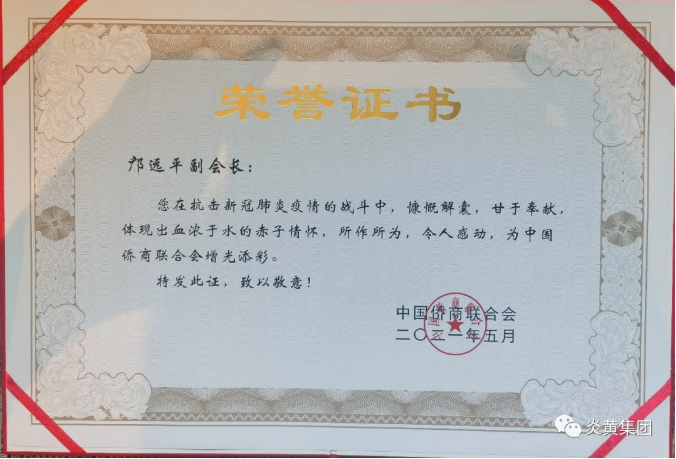 荣誉证书
邝远平副会长：
您在抗击新冠肺炎疫情的战斗中，慷慨解囊，甘于奉献，
体现出血浓于水的赤子情怀，所作所为，令人感动，为中国
侨商联合会增光添彩。
特发此证，致以敬意！
中国侨商联合会
二〇二一年五月
炎黄集团